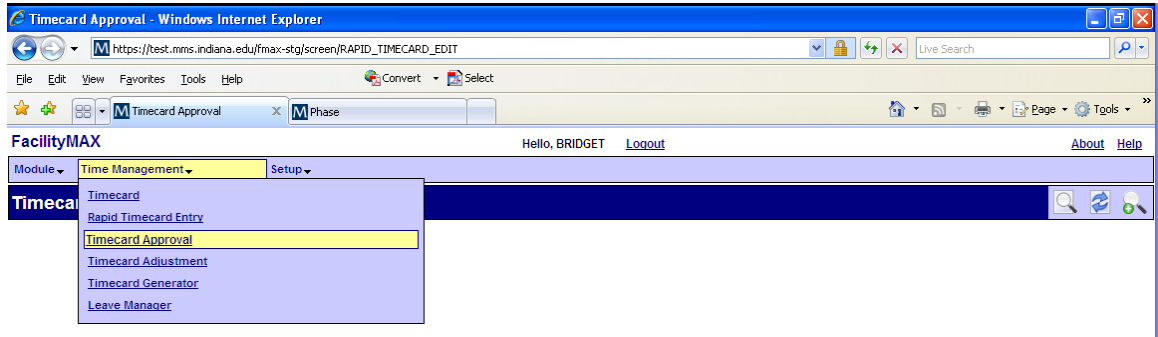 Timecard Approval - Windows Internet Explorer
https://test.mms.indiana.edu/fmax-stg/screen/RAPID_TIMECARD_EDIT
Live Search
File Edit View Favorites Tools Help Convert Select
Timecard Approval Phase Page Tools
FacilityMAX Hello, BRIDGET Logout About Help
Module Time Management Setup
Timeca
Timecard
Rapid Timecard Entry
Timecard Approval
Timecard Adjustment
Timecard Generator
Leave Manager